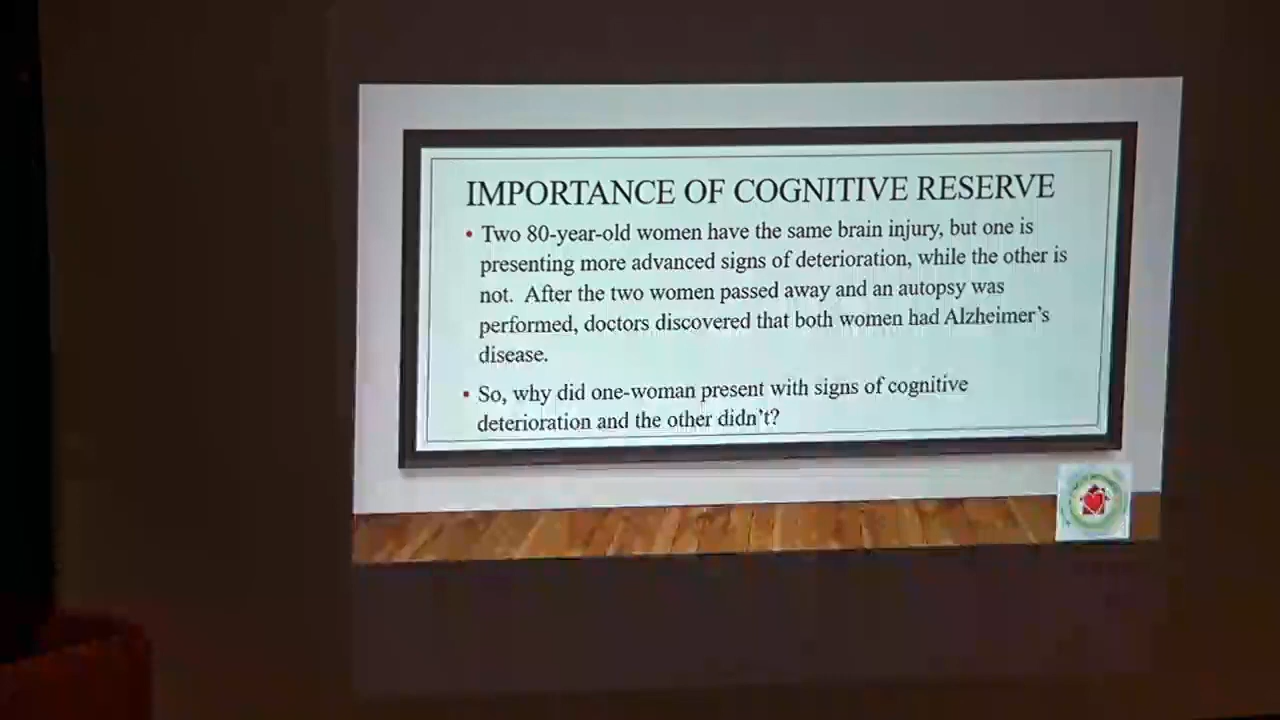 IMPORTANCE OF COGNITIVE RESERVE
• Two 80-year-old women have the same brain injury, but one is
presenting more advanced signs of deterioration, while the other is
not. After the two women passed away and an autopsy was
performed, doctors discovered that both women had Alzheimer's
disease.
• So, why did one-woman present with signs of cognitive
deterioration and the other didn't?